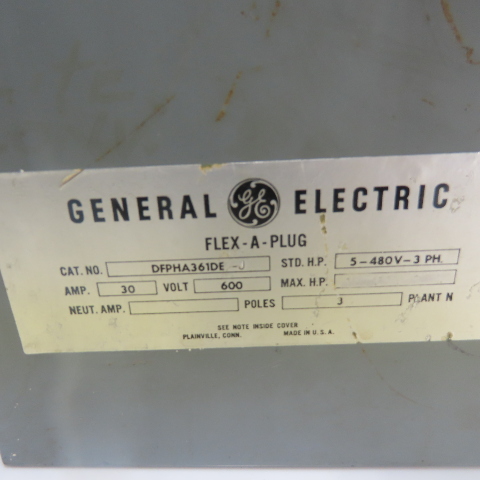 GENERAL GE ELECTRIC
FLEX-A-PLUG
CAT. NO. DFPHA361DE -J STD. H.P. 5-480V-3 PH.
AMP. 30 VOLT 600 MAX. H.P.
NEUT. AMP. POLES 3 PLANT N
SEE NOTE INSIDE COVER
PLAINVILLE, CONN. MADE IN U.S.A.